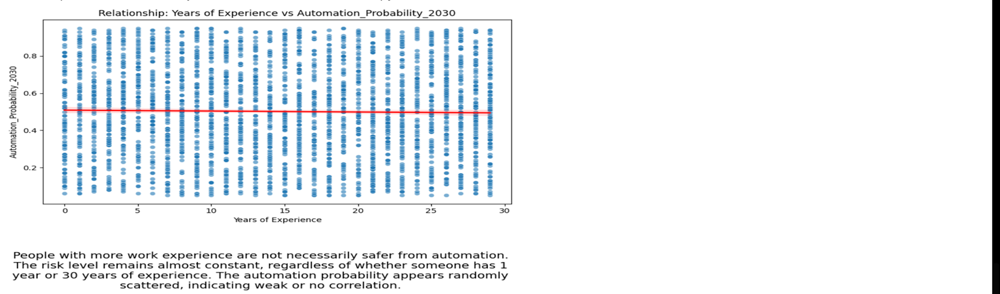 Relationship: Years of Experience vs Automation_Probability_2030
Automation_Probability_2030
0.8
0.6
0.4
0.2
0 5 10 15 20 25 30
Years of Experience
People with more work experience are not necessarily safer from automation.
The risk level remains almost constant, regardless of whether someone has 1
year or 30 years of experience. The automation probability appears randomly
scattered, indicating weak or no correlation.